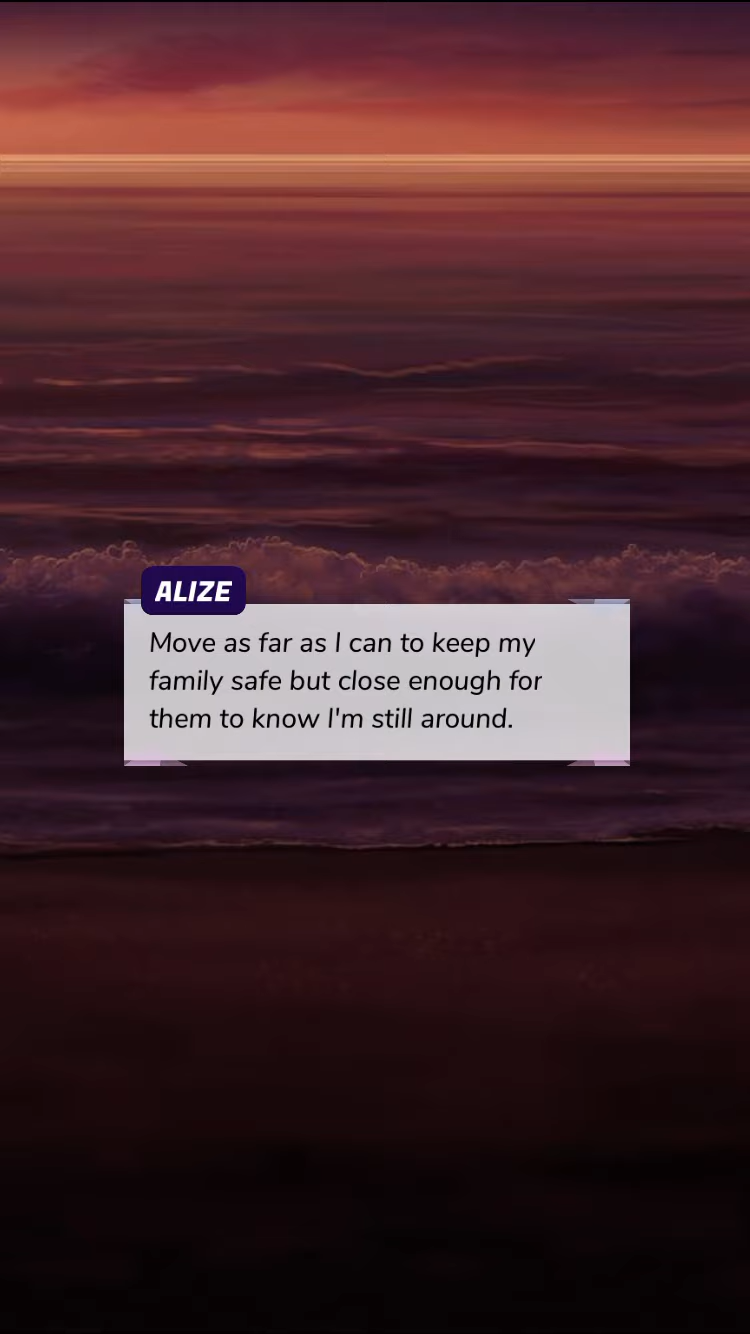 ALIZE
Move as far as I can to keep my
family safe but close enough for
them to know I'm still around.